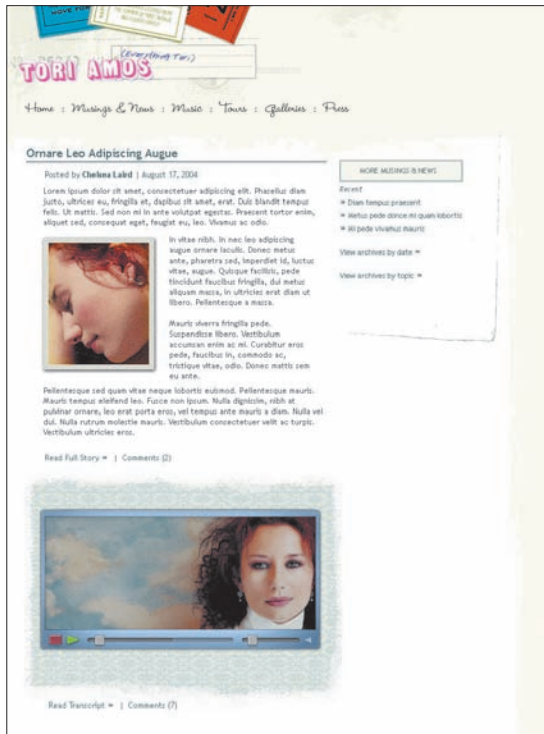 MOVE FOR
TORI AMOS
Home : Musings & News : Music : Tours : Galleries : Press
Ornare Leo Adipiscing Augue
Posted by Chelsea Laird | August 17, 2004
Lorem ipsum dolor sit amet, consectetuer adipiscing elit. Phasellus diam
justo, ultrices eu, fringilla et, dapibus sit amet, erat. Duis blandit tempus
felis. Ut mattis. Sed non mi in ante volutpat egestas. Praesent tortor enim,
aliquet sed, consequat eget, feugiat eu, leo. Vivamus ac odio.
In vitae nibh. In nec leo adipiscing
augue ornare iaculis. Donec metus
ante, pharetra sed, imperdiet id, luctus
vitae, augue. Quisque facilisis, pede
tincidunt faucibus fringilla, dui metus
aliquam massa, in ultricies erat diam ut
libero. Pellentesque a massa.
Mauris viverra fringilla pede.
Suspendisse libero. Vestibulum
accumsan enim ac mi. Curabitur eros
pede, faucibus in, commodo ac,
tristique vitae, odio. Donec mattis sem
eu ante.
Pellentesque sed quam vitae neque lobortis euismod. Pellentesque mauris.
Mauris tempus eleifend leo. Fusce non ipsum. Nulla dignissim, nibh at
pulvinar ornare, leo erat porta eros, vel tempus ante mauris a diam. Nulla vel
dui. Nulla rutrum molestie mauris. Vestibulum consectetuer velit ac turpis.
Vestibulum ultricies eros.
Read Full Story » | Comments (2)
Read Transcript » | Comments (7)
MORE MUSINGS & NEWS
Recent
» Diam tempus praesent
» Metus pede donce mi quam lobortis
» Mi pede vivamus mauris
View archives by date »
View archives by topic »